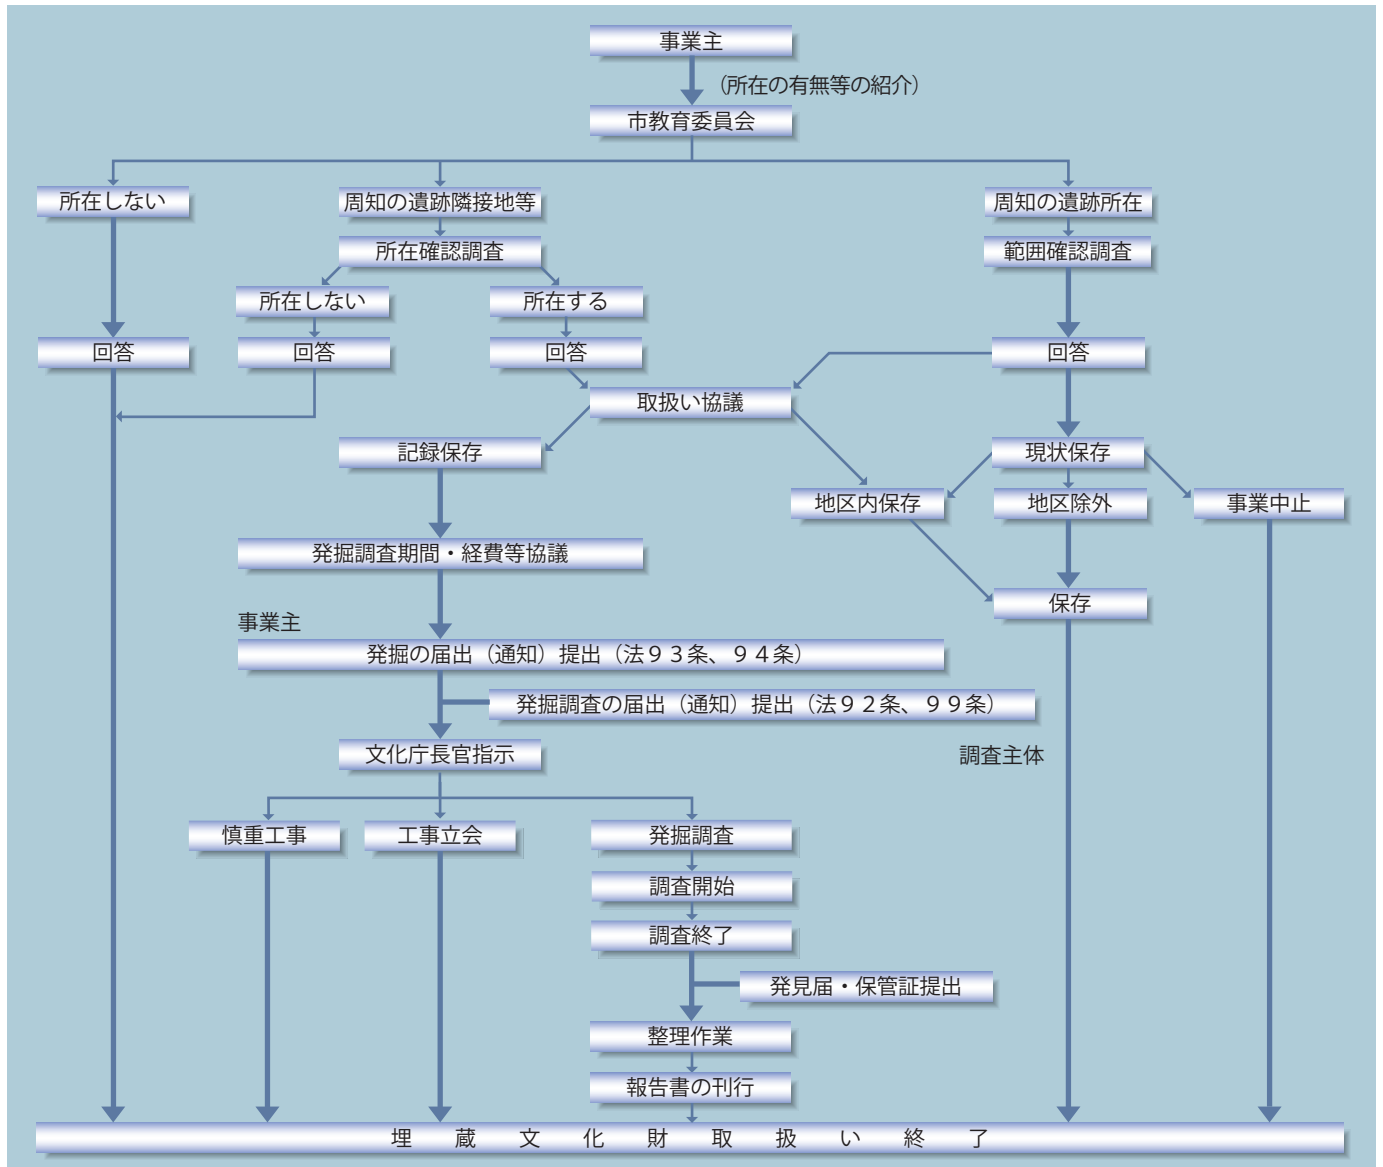 事業主
（所在の有無等の紹介）
市教育委員会
所在しない
周知の遺跡隣接地等
周知の遺跡所在
所在確認調査
範囲確認調査
所在しない
所在する
回答
回答
回答
回答
取扱い協議
記録保存
現状保存
地区内保存
地区除外
事業中止
発掘調査期間・経費等協議
保存
事業主
発掘の届出（通知）提出（法９３条、９４条）
発掘調査の届出（通知）提出（法９２条、９９条）
文化庁長官指示
調査主体
慎重工事
工事立会
発掘調査
調査開始
調査終了
発見届・保管証提出
整理作業
報告書の刊行
埋蔵文化財取扱い終了